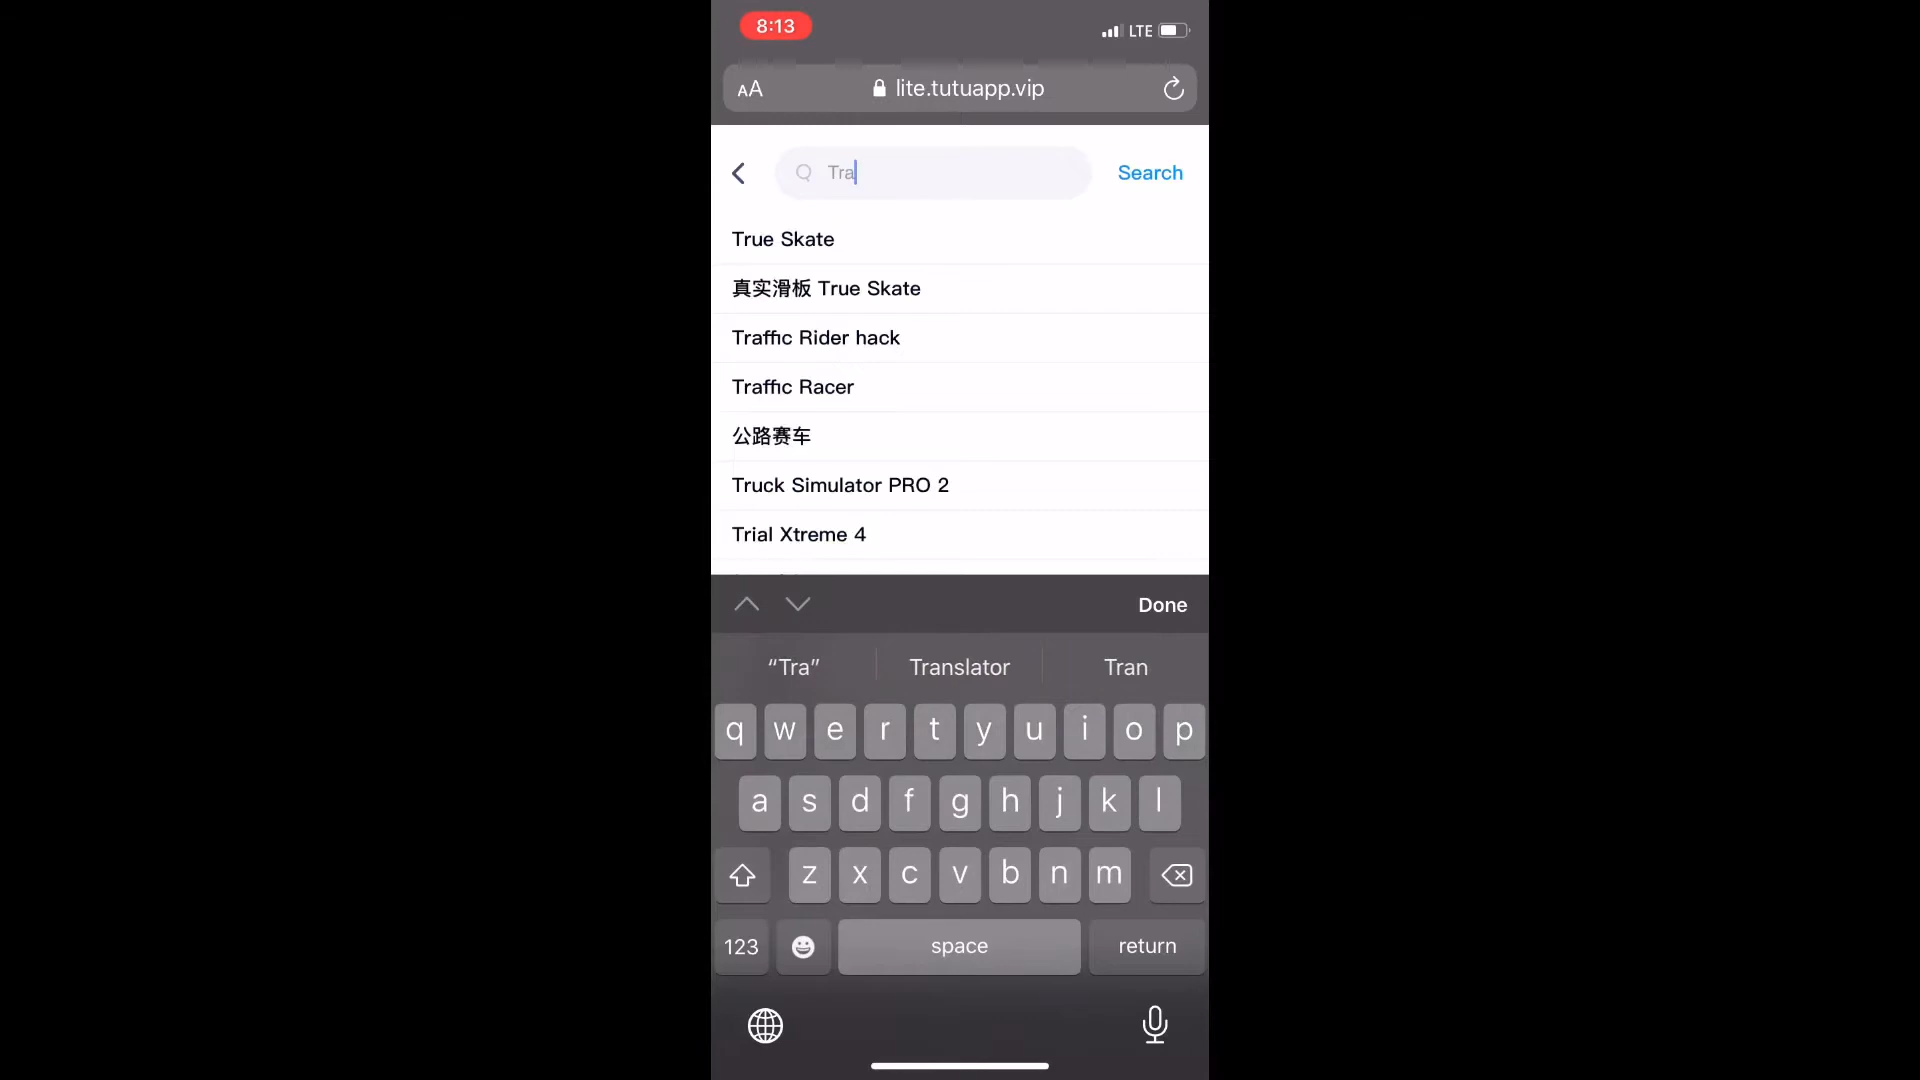 8:13
LTE
AA
lite.tutuapp.vip
Tra
Search
True Skate
真实滑板 True Skate
Traffic Rider hack
Traffic Racer
公路赛车
Truck Simulator PRO 2
Trial Xtreme 4
Done
“Tra”
Translator
Tran
q w e r t y u i o p
a s d f g h j k l
z x c v b n m
123
space
return